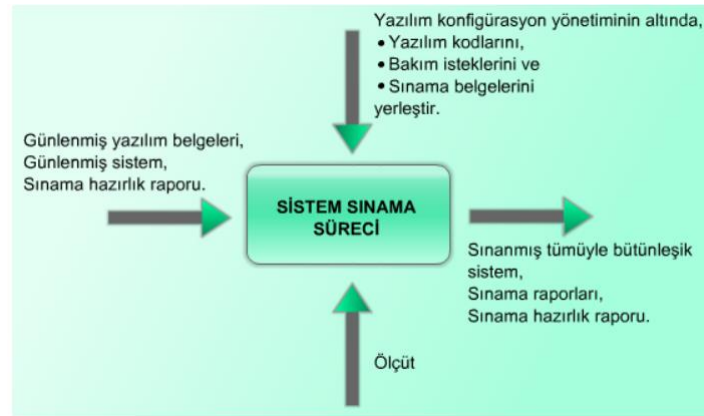 Yazılım konfigürasyon yönetiminin altında,
• Yazılım kodlarını,
• Bakım isteklerini ve
• Sınama belgelerini
yerleştir.
Günlenmiş yazılım belgeleri,
Günlenmiş sistem,
Sınama hazırlık raporu.
SİSTEM SINAMA
SÜRECİ
Sınanmış tümüyle bütünleşik
sistem,
Sınama raporları,
Sınama hazırlık raporu.
Ölçüt